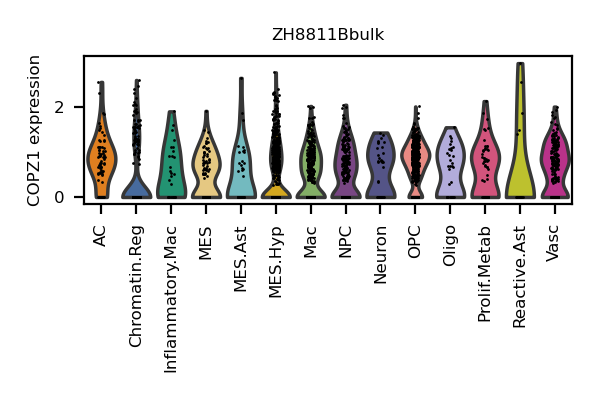 ZH8811Bbulk
COPZ1 expression
2
0
AC
Chromatin.Reg
Inflammatory.Mac
MES
MES.Ast
MES.Hyp
Mac
NPC
Neuron
OPC
Oligo
Prolif.Metab
Reactive.Ast
Vasc